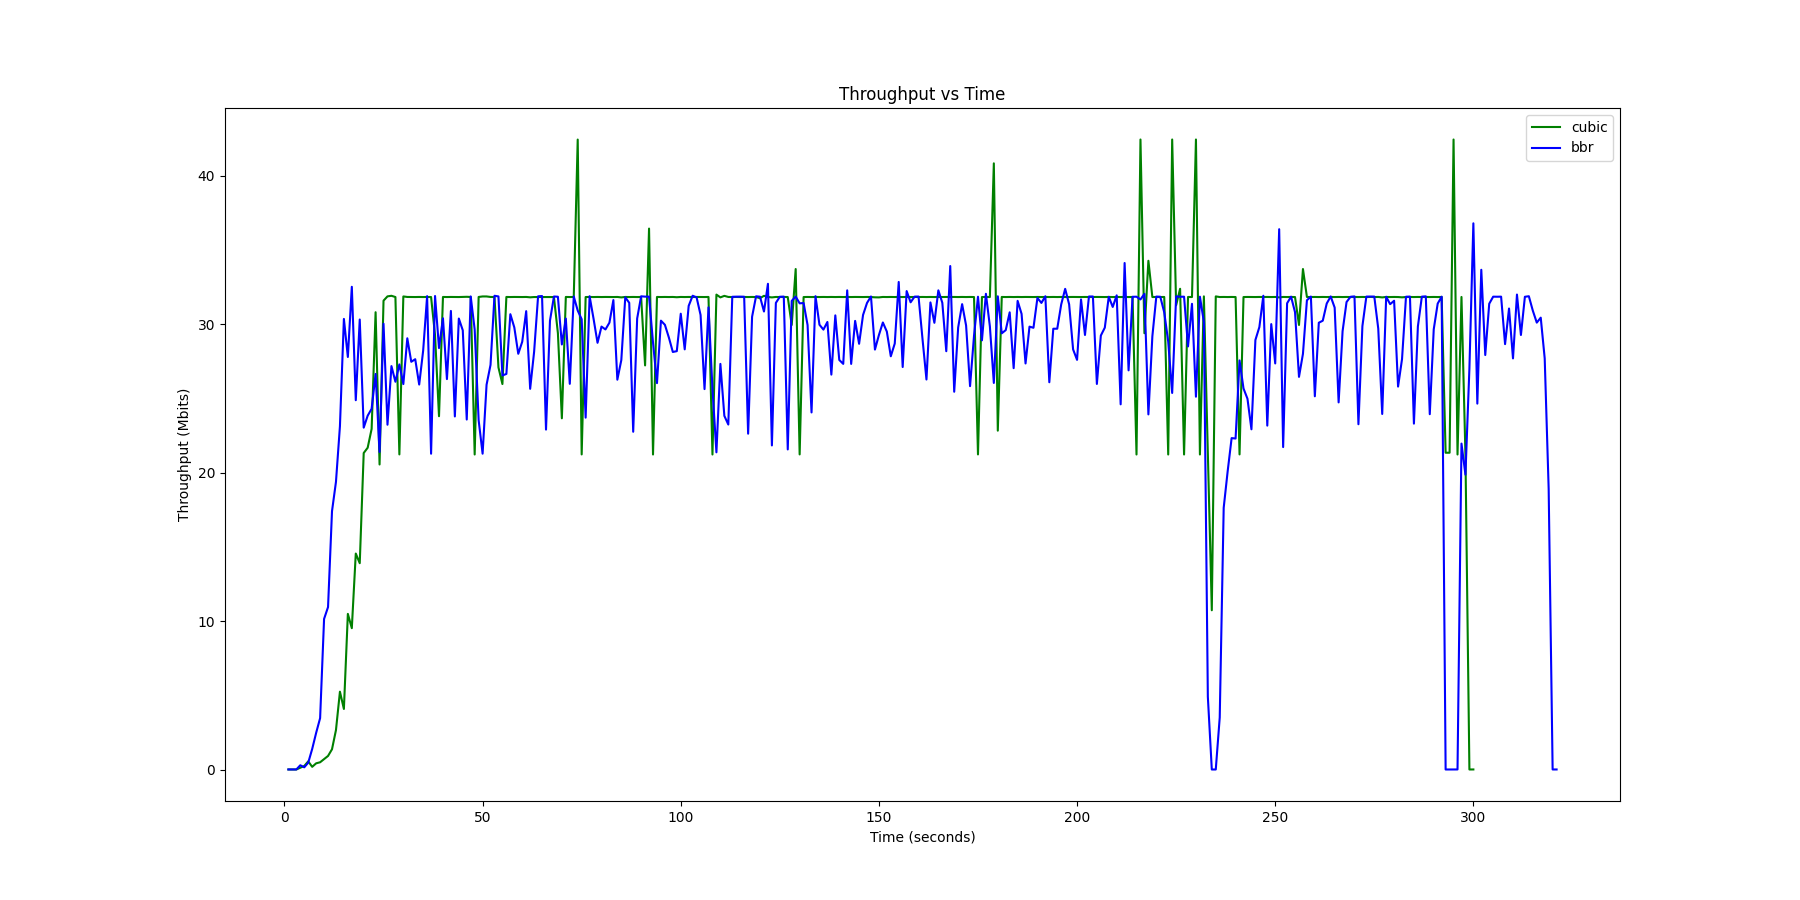 Throughput vs Time
cubic
bbr
Throughput (Mbits)
40
30
20
10
0
0 50 100 150 200 250 300
Time (seconds)